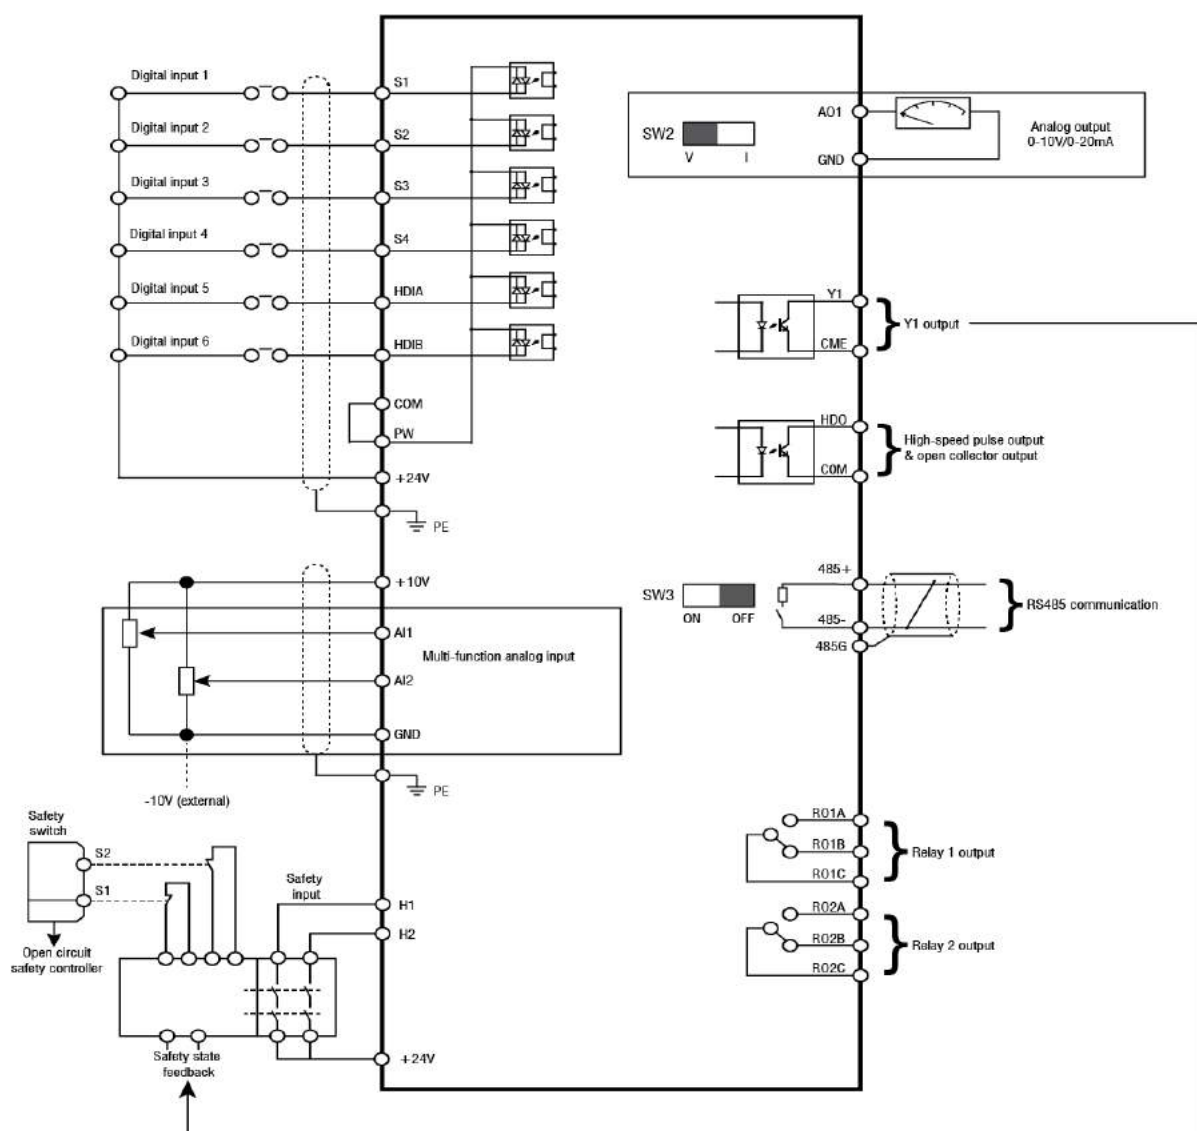 Digital input 1
S1
Digital input 2
S2
Digital input 3
S3
Digital input 4
S4
Digital input 5
HDIA
Digital input 6
HDIB
COM
PW
+24V
PE
+10V
AI1
Multi-function analog input
AI2
GND
PE
-10V (external)
Safety
switch
S2
S1
Open circuit
safety controller
Safety
input
H1
H2
Safety state
feedback
+24V
SW2
V I
AO1
GND
Analog output
0-10V/0-20mA
Y1
CME
Y1 output
HDO
COM
High-speed pulse output
& open collector output
SW3
ON OFF
485+
485-
485G
RS485 communication
RO1A
RO1B
RO1C
Relay 1 output
RO2A
RO2B
RO2C
Relay 2 output